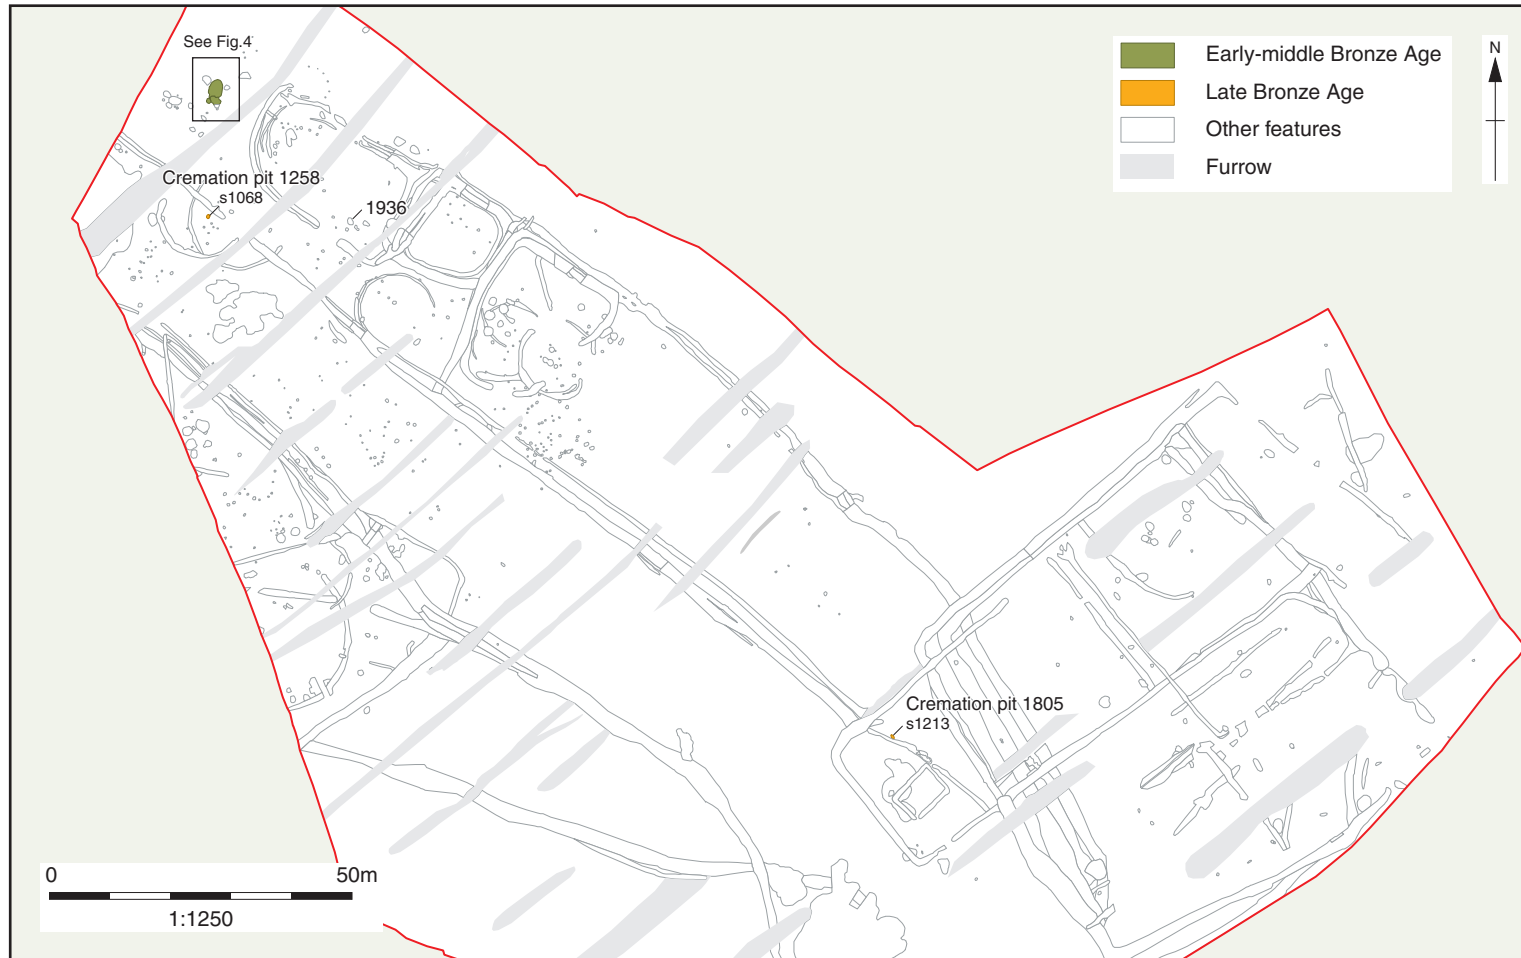 See Fig.4
Early-middle Bronze Age
Late Bronze Age
Other features
Furrow
N
Cremation pit 1258
s1068
1936
Cremation pit 1805
s1213
0 50m
1:1250